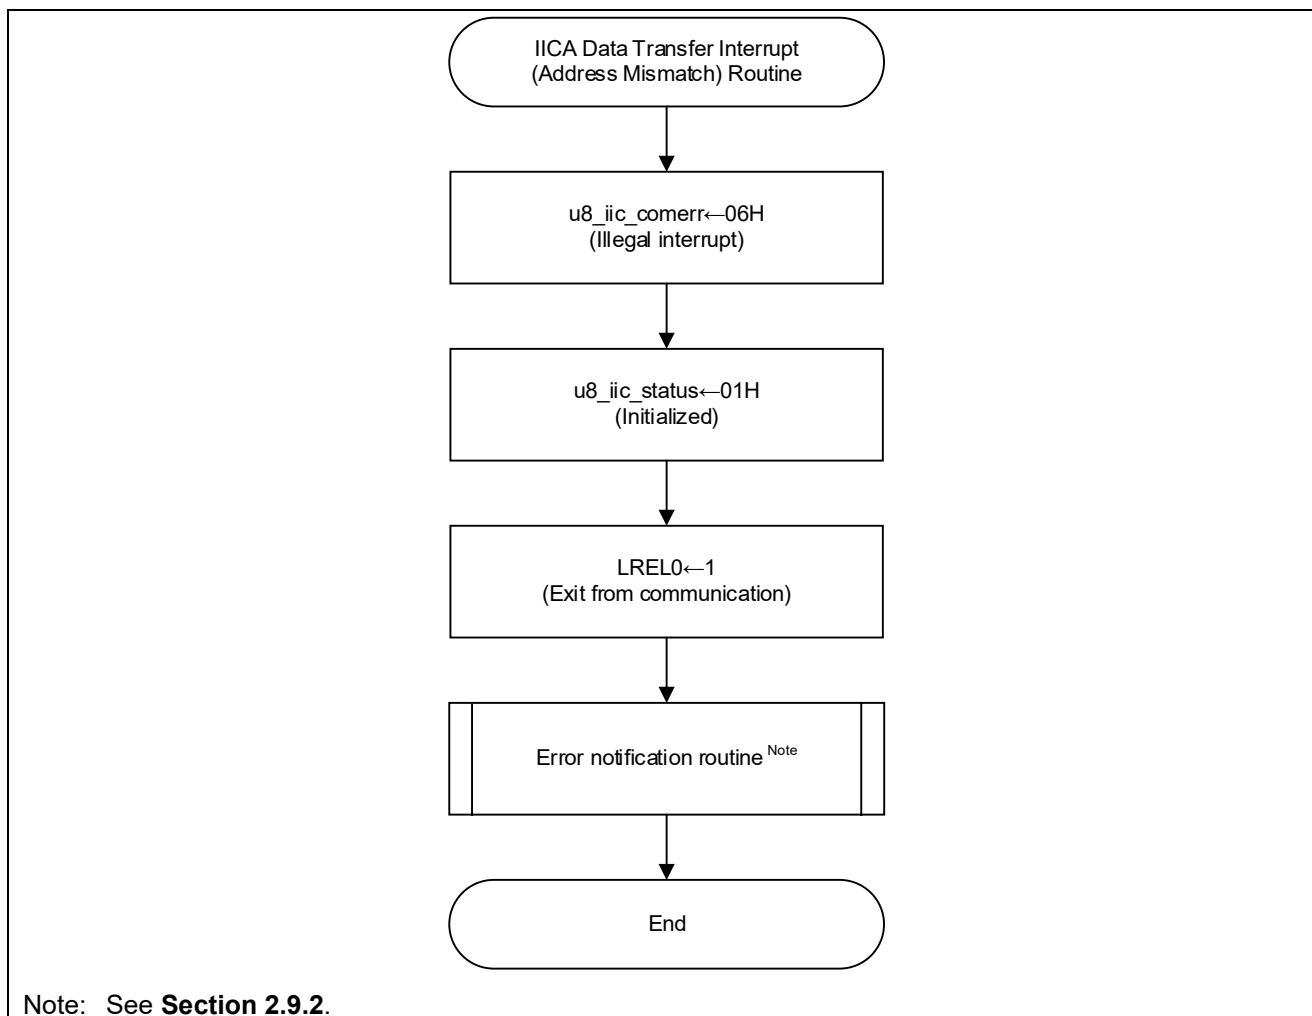 IICA Data Transfer Interrupt
(Address Mismatch) Routine
u8_iic_comerr←06H
(Illegal interrupt)
u8_iic_status←01H
(Initialized)
LREL0←1
(Exit from communication)
Error notification routine Note
End
Note: See Section 2.9.2.